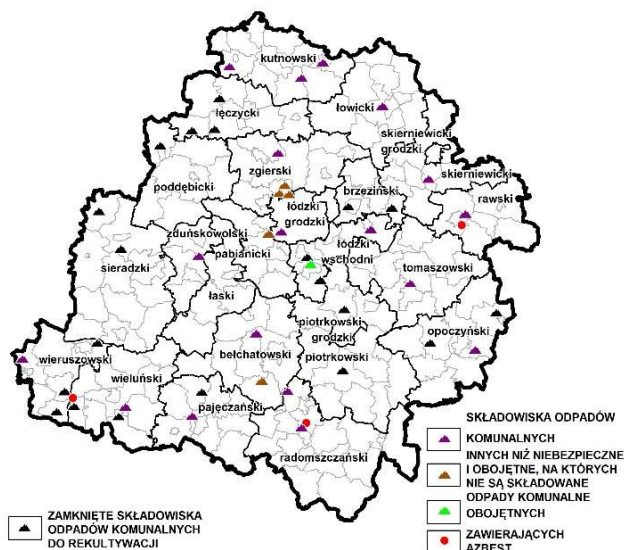 kutnowski
łowicki
łęczycki
skierniewicki
grodzki
zgierski
skierniewicki
poddębicki
brzeziński
rawski
łódzki
grodzki
zduńskowolski
łódzki
pabianicki
wschodni
sieradzki
tomaszowski
łaski
piotrkowski
grodzki
opoczyński
wieruszowski
bełchatowski
piotrkowski
wieluński
pajęczański
radomszczański
SKŁADOWISKA ODPADÓW
KOMUNALNYCH
INNYCH NIŻ NIEBEZPIECZNE
I OBOJĘTNE, NA KTÓRYCH
NIE SĄ SKŁADOWANE
ODPADY KOMUNALNE
OBOJĘTNYCH
ZAWIERAJĄCYCH
AZBEST
ZAMKNIĘTE SKŁADOWISKA
ODPADÓW KOMUNALNYCH
DO REKULTYWACJI